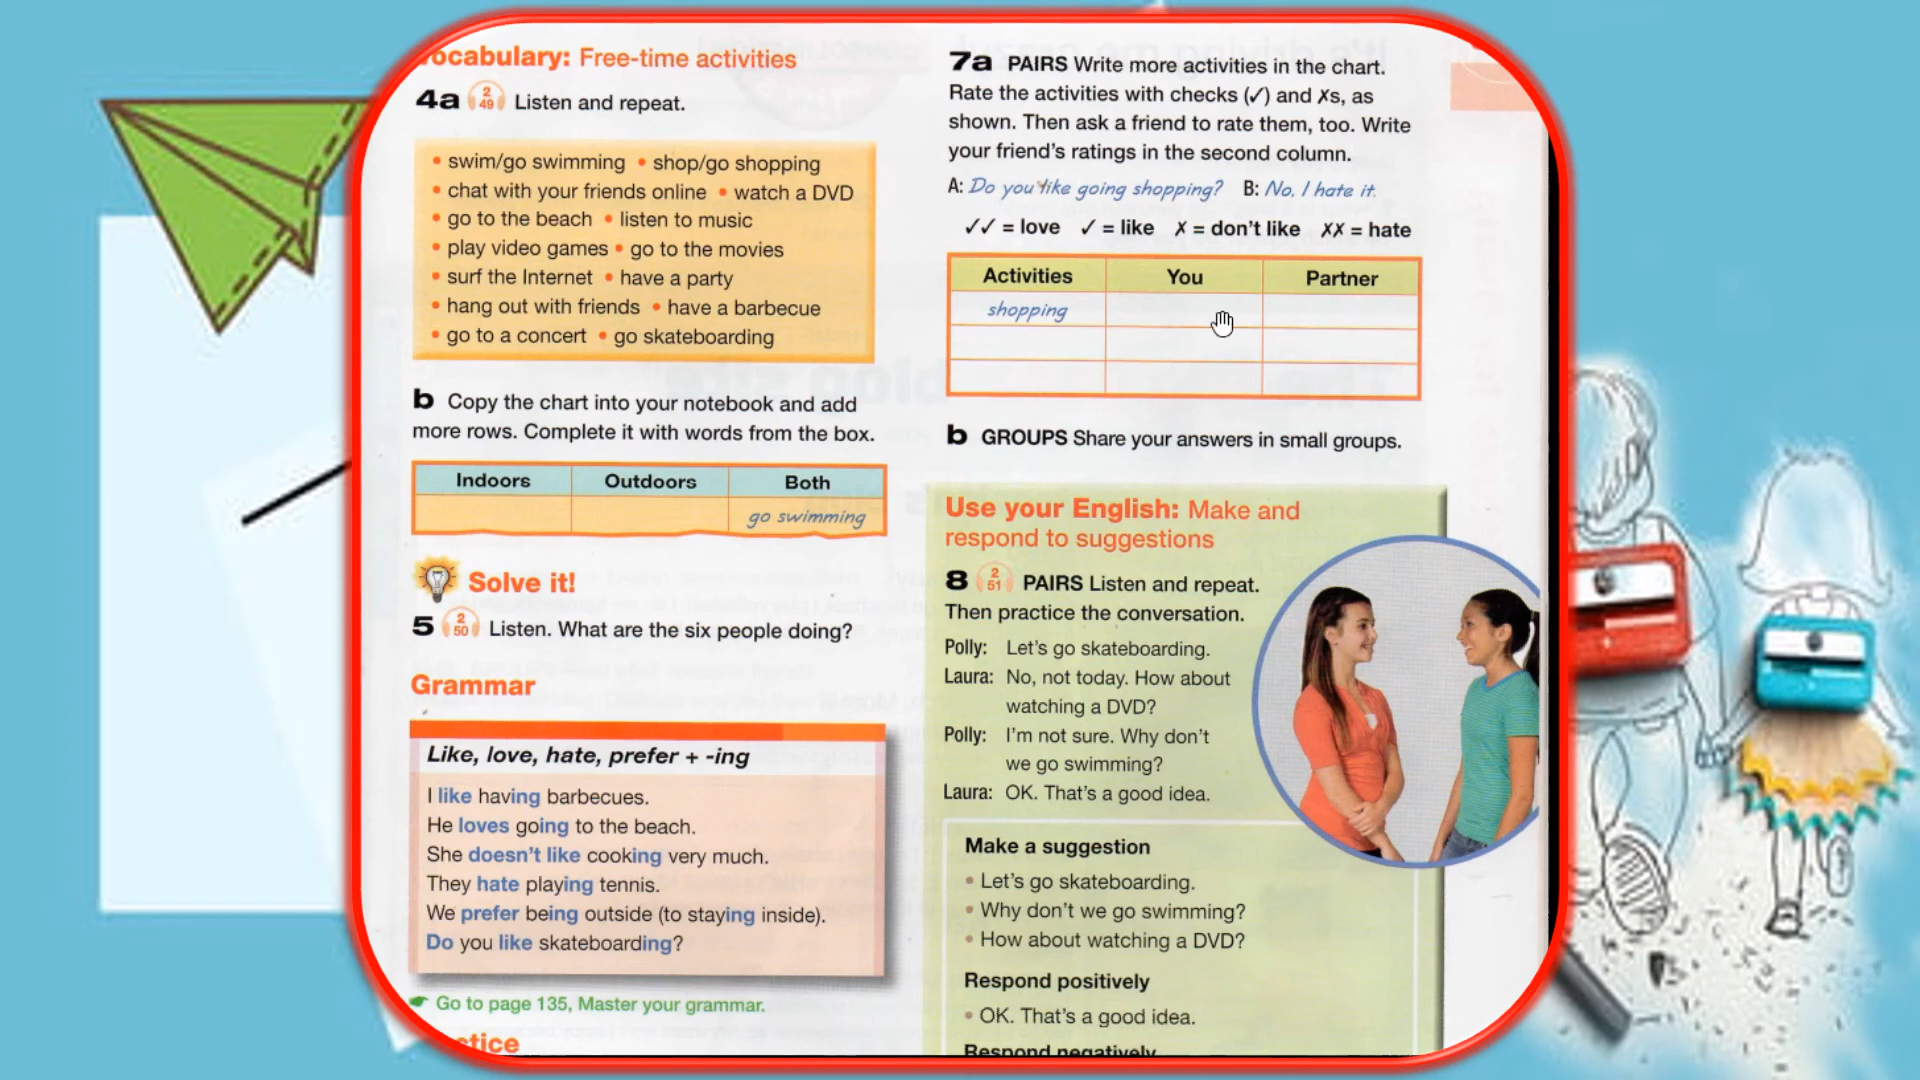 ocabulary: Free-time activities
4a 2 49 Listen and repeat.
• swim/go swimming • shop/go shopping
• chat with your friends online • watch a DVD
• go to the beach • listen to music
• play video games • go to the movies
• surf the Internet • have a party
• hang out with friends • have a barbecue
• go to a concert • go skateboarding
b Copy the chart into your notebook and add
more rows. Complete it with words from the box.
Indoors Outdoors Both
go swimming
Solve it!
5 2 50 Listen. What are the six people doing?
Grammar
Like, love, hate, prefer + -ing
I like having barbecues.
He loves going to the beach.
She doesn't like cooking very much.
They hate playing tennis.
We prefer being outside (to staying inside).
Do you like skateboarding?
Go to page 135, Master your grammar.
stice
7a PAIRS Write more activities in the chart.
Rate the activities with checks (✓) and ✗s, as
shown. Then ask a friend to rate them, too. Write
your friend's ratings in the second column.
A: Do you like going shopping? B: No. I hate it.
✓✓ = love ✓ = like ✗ = don't like ✗✗ = hate
Activities You Partner
shopping
b GROUPS Share your answers in small groups.
Use your English: Make and
respond to suggestions
8 2 51 PAIRS Listen and repeat.
Then practice the conversation.
Polly: Let's go skateboarding.
Laura: No, not today. How about
watching a DVD?
Polly: I'm not sure. Why don't
we go swimming?
Laura: OK. That's a good idea.
Make a suggestion
• Let's go skateboarding.
• Why don't we go swimming?
• How about watching a DVD?
Respond positively
• OK. That's a good idea.
Respond negatively